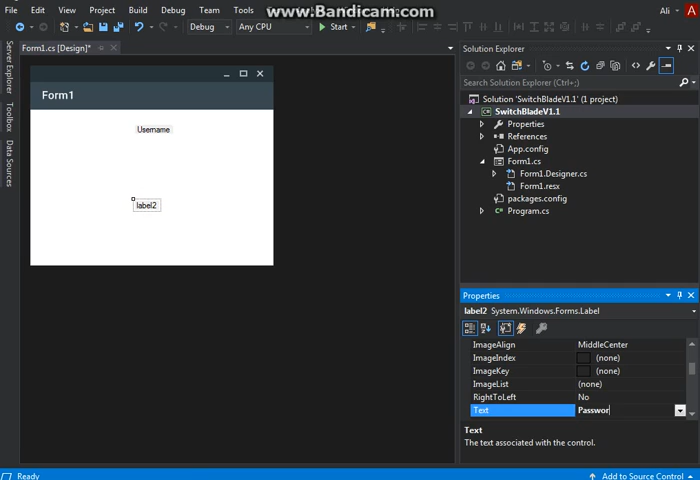 www.Bandicam.com
File Edit View Project Build Debug Team Tools
Ali A
Debug Any CPU Start
Server Explorer
Toolbox
Data Sources
Form1.cs [Design]*
Form1
Username
label2
Solution Explorer
Search Solution Explorer (Ctrl+;)
Solution 'SwitchBladeV1.1' (1 project)
SwitchBladeV1.1
Properties
References
App.config
Form1.cs
Form1.Designer.cs
Form1.resx
packages.config
Program.cs
Properties
label2 System.Windows.Forms.Label
ImageAlign MiddleCenter
ImageIndex (none)
ImageKey (none)
ImageList (none)
RightToLeft No
Text Passwor
Text
The text associated with the control.
Ready
Add to Source Control